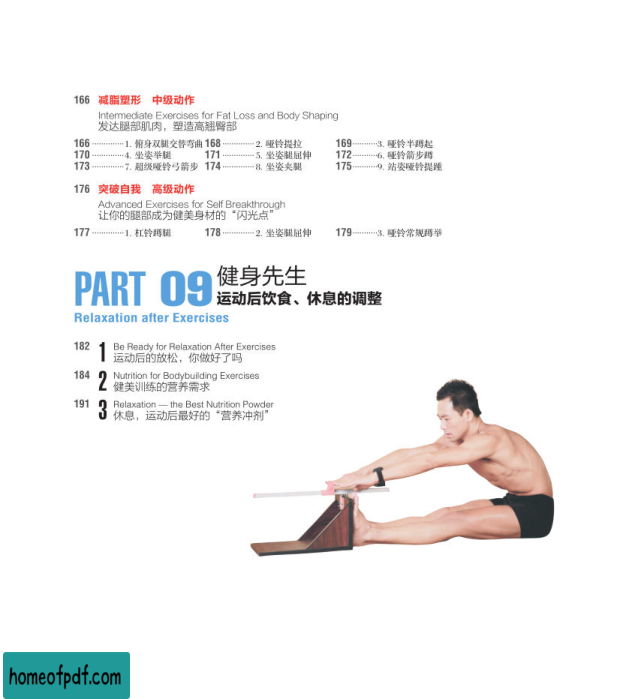 166 减脂塑形 中级动作
Intermediate Exercises for Fat Loss and Body Shaping
发达腿部肌肉，塑造高翘臀部
166 ·············1. 俯身双腿交替弯曲 168 ·············2. 哑铃提拉 169 ··········3. 哑铃半蹲起
170 ·············4. 坐姿举腿 171 ·············5. 坐姿腿屈伸 172 ··········6. 哑铃箭步蹲
173 ·············7. 超级哑铃弓箭步 174 ·············8. 坐姿夹腿 175 ··········9. 站姿哑铃提踵
176 突破自我 高级动作
Advanced Exercises for Self Breakthrough
让你的腿部成为健美身材的“闪光点”
177 ·············1. 杠铃蹲腿 178 ·············2. 坐姿腿屈伸 179 ··········3. 哑铃常规蹲举
PART 09 健身先生
运动后饮食、休息的调整
Relaxation after Exercises
182 1 Be Ready for Relaxation After Exercises
运动后的放松，你做好了吗
184 2 Nutrition for Bodybuilding Exercises
健美训练的营养需求
191 3 Relaxation — the Best Nutrition Powder
休息，运动后最好的“营养冲剂”
homeofpdf.com